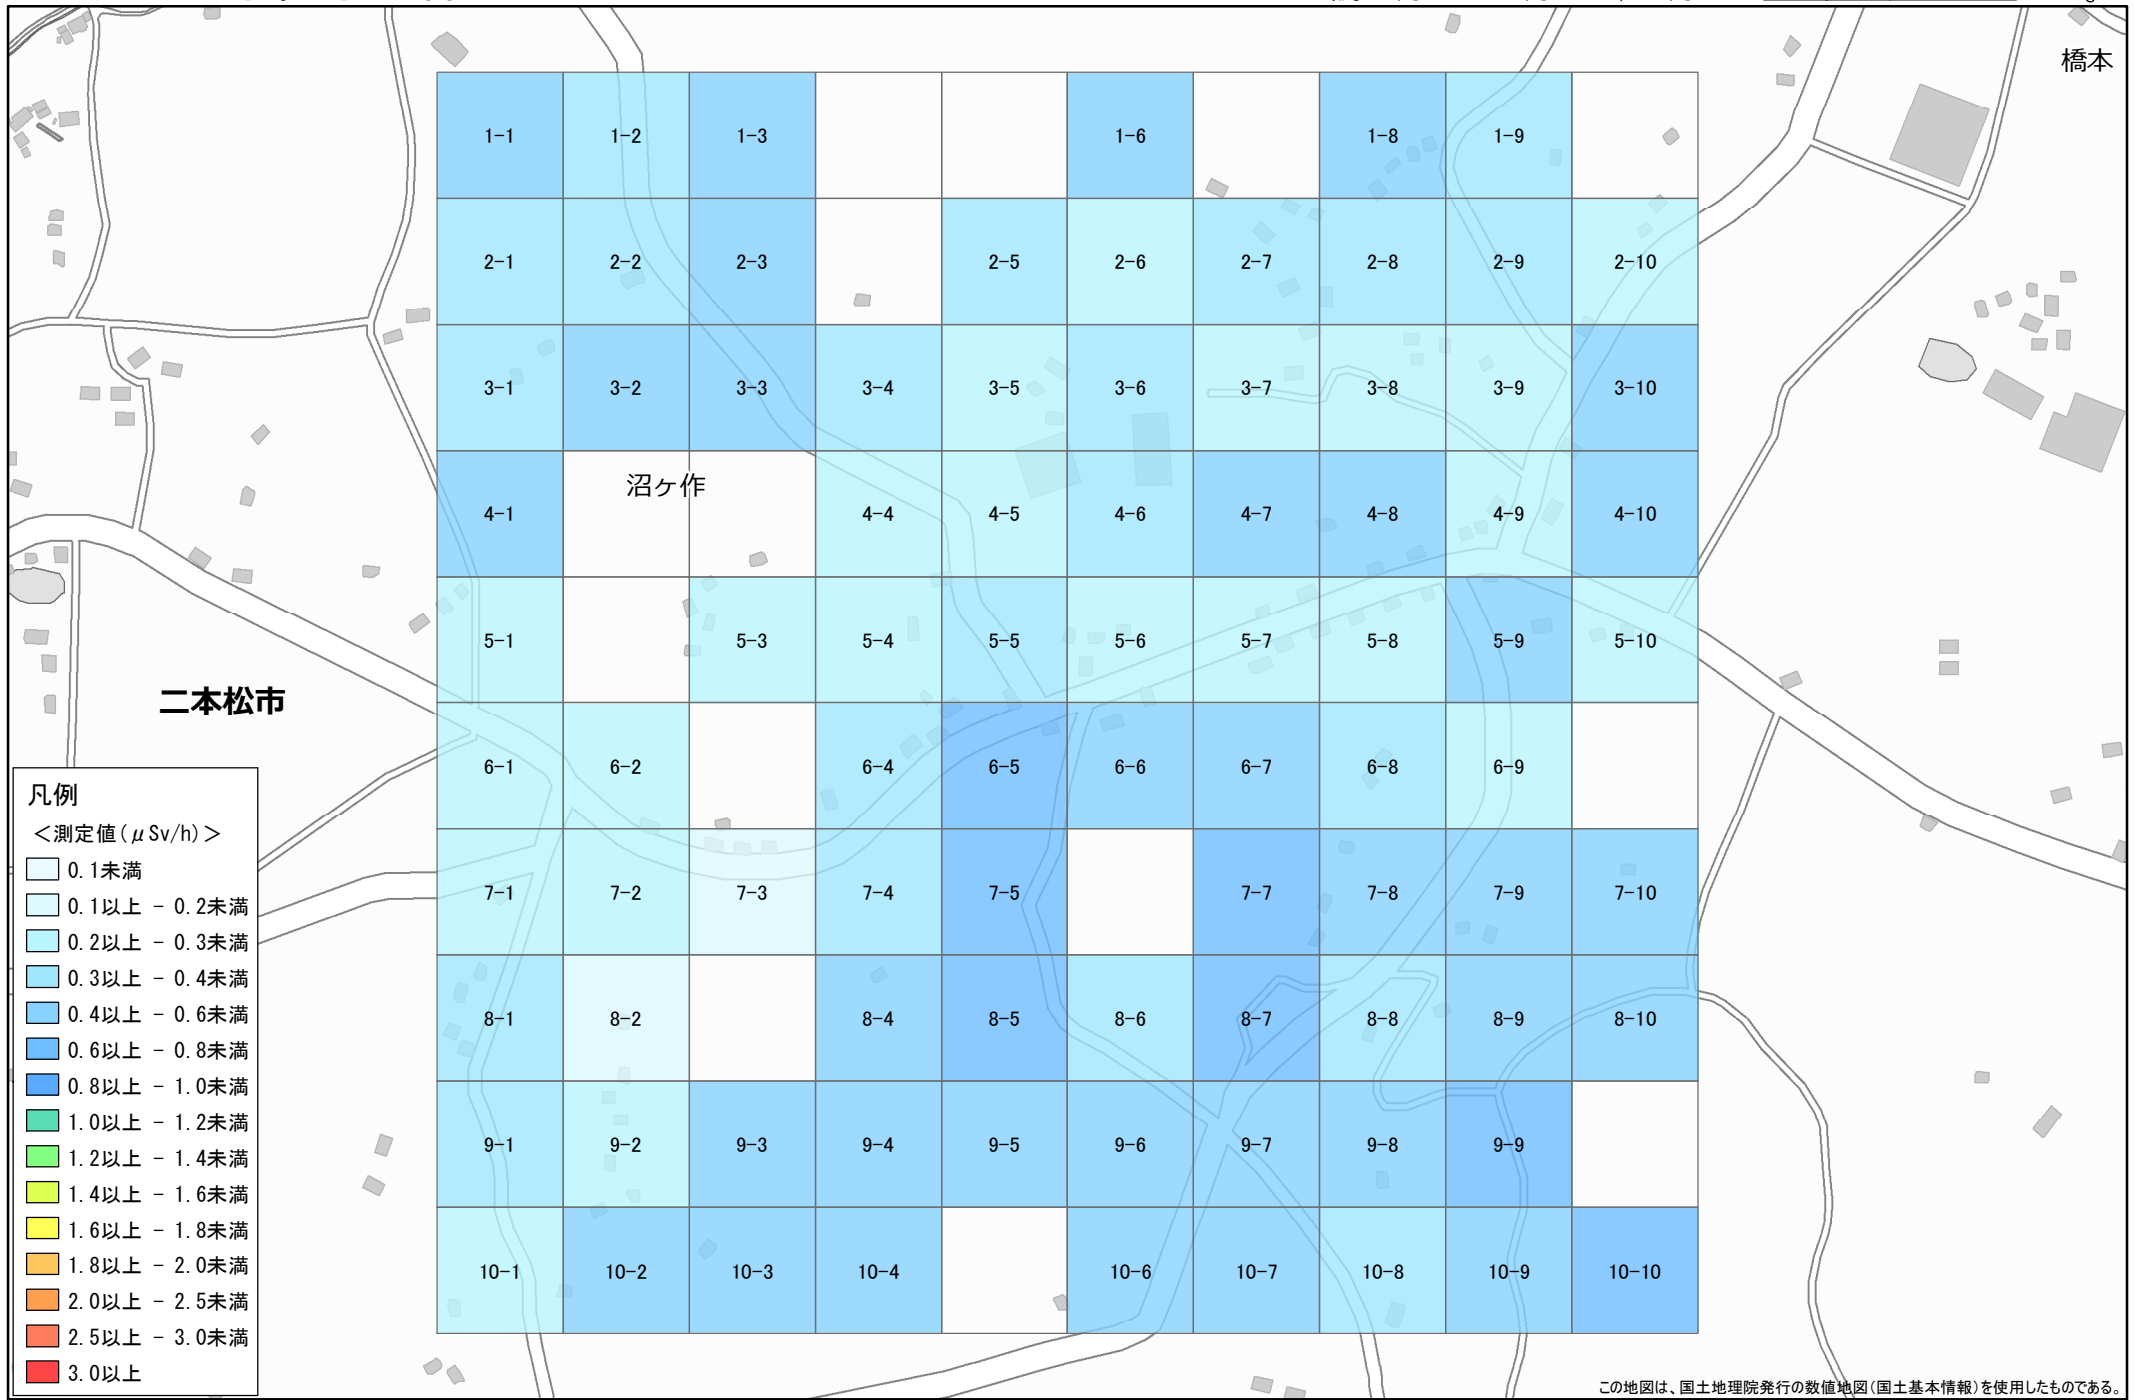 橋本
1-1 1-2 1-3 1-6 1-8 1-9
2-1 2-2 2-3 2-5 2-6 2-7 2-8 2-9 2-10
3-1 3-2 3-3 3-4 3-5 3-6 3-7 3-8 3-9 3-10
沼ヶ作
4-1 4-4 4-5 4-6 4-7 4-8 4-9 4-10
5-1 5-3 5-4 5-5 5-6 5-7 5-8 5-9 5-10
二本松市
6-1 6-2 6-4 6-5 6-6 6-7 6-8 6-9
7-1 7-2 7-3 7-4 7-5 7-7 7-8 7-9 7-10
8-1 8-2 8-4 8-5 8-6 8-7 8-8 8-9 8-10
9-1 9-2 9-3 9-4 9-5 9-6 9-7 9-8 9-9
10-1 10-2 10-3 10-4 10-6 10-7 10-8 10-9 10-10
凡例
＜測定値(μSv/h)＞
0.1未満
0.1以上 - 0.2未満
0.2以上 - 0.3未満
0.3以上 - 0.4未満
0.4以上 - 0.6未満
0.6以上 - 0.8未満
0.8以上 - 1.0未満
1.0以上 - 1.2未満
1.2以上 - 1.4未満
1.4以上 - 1.6未満
1.6以上 - 1.8未満
1.8以上 - 2.0未満
2.0以上 - 2.5未満
2.5以上 - 3.0未満
3.0以上
この地図は、国土地理院発行の数値地図(国土基本情報)を使用したものである。